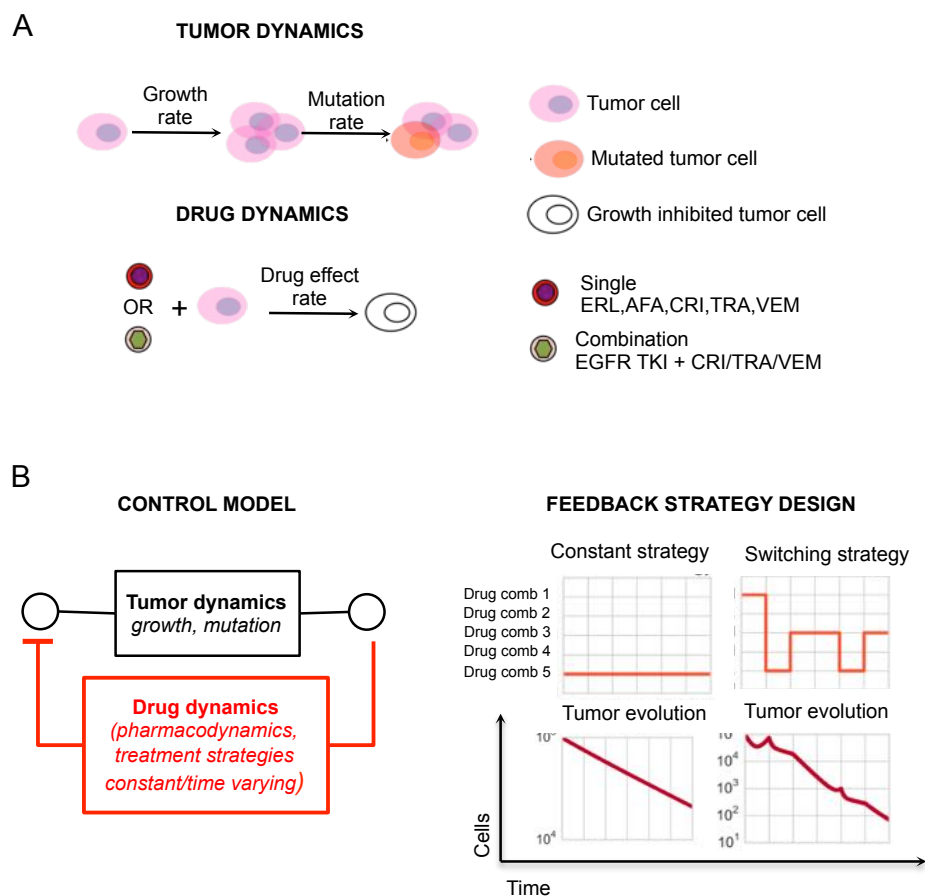 A
TUMOR DYNAMICS
Growth
rate
Mutation
rate
Tumor cell
Mutated tumor cell
Growth inhibited tumor cell
DRUG DYNAMICS
OR
+
Drug effect
rate
Single
ERL,AFA,CRI,TRA,VEM
Combination
EGFR TKI + CRI/TRA/VEM
B
CONTROL MODEL
Tumor dynamics
growth, mutation
Drug dynamics
(pharmacodynamics,
treatment strategies
constant/time varying)
FEEDBACK STRATEGY DESIGN
Constant strategy
Switching strategy
Drug comb 1
Drug comb 2
Drug comb 3
Drug comb 4
Drug comb 5
Tumor evolution
Tumor evolution
10⁴
10⁴
10³
10²
10¹
Cells
Time